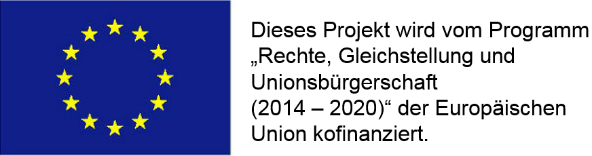 Dieses Projekt wird vom Programm
„Rechte, Gleichstellung und
Unionsbürgerschaft
(2014 – 2020)“ der Europäischen
Union kofinanziert.